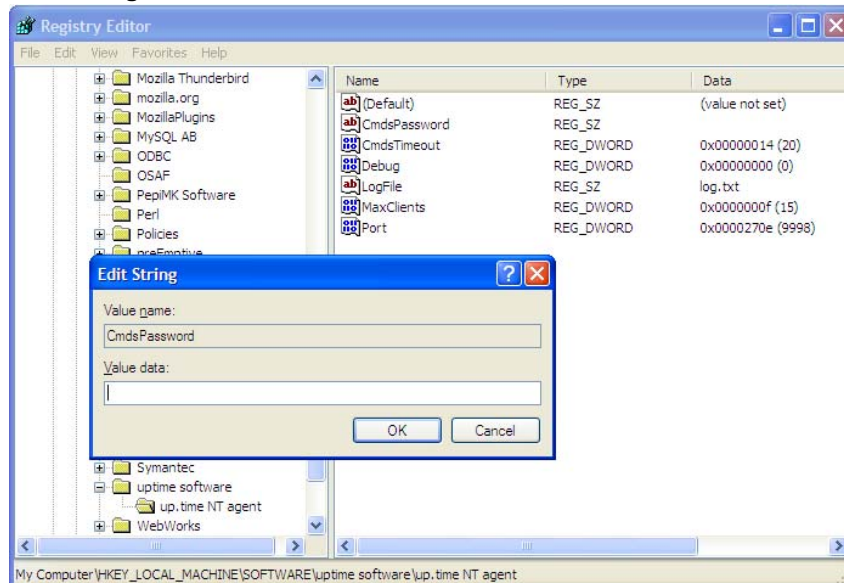 Registry Editor
File Edit View Favorites Help
Mozilla Thunderbird
mozilla.org
MozillaPlugins
MySQL AB
ODBC
OSAF
PepiMK Software
Perl
Policies
preEmptive
Name Type Data
(Default) REG_SZ (value not set)
CmdsPassword REG_SZ
CmdsTimeout REG_DWORD 0x00000014 (20)
Debug REG_DWORD 0x00000000 (0)
LogFile REG_SZ log.txt
MaxClients REG_DWORD 0x0000000f (15)
Port REG_DWORD 0x0000270e (9998)
Edit String
Value name:
CmdsPassword
Value data:
OK Cancel
Symantec
uptime software
up.time NT agent
WebWorks
My Computer\HKEY_LOCAL_MACHINE\SOFTWARE\uptime software\up.time NT agent